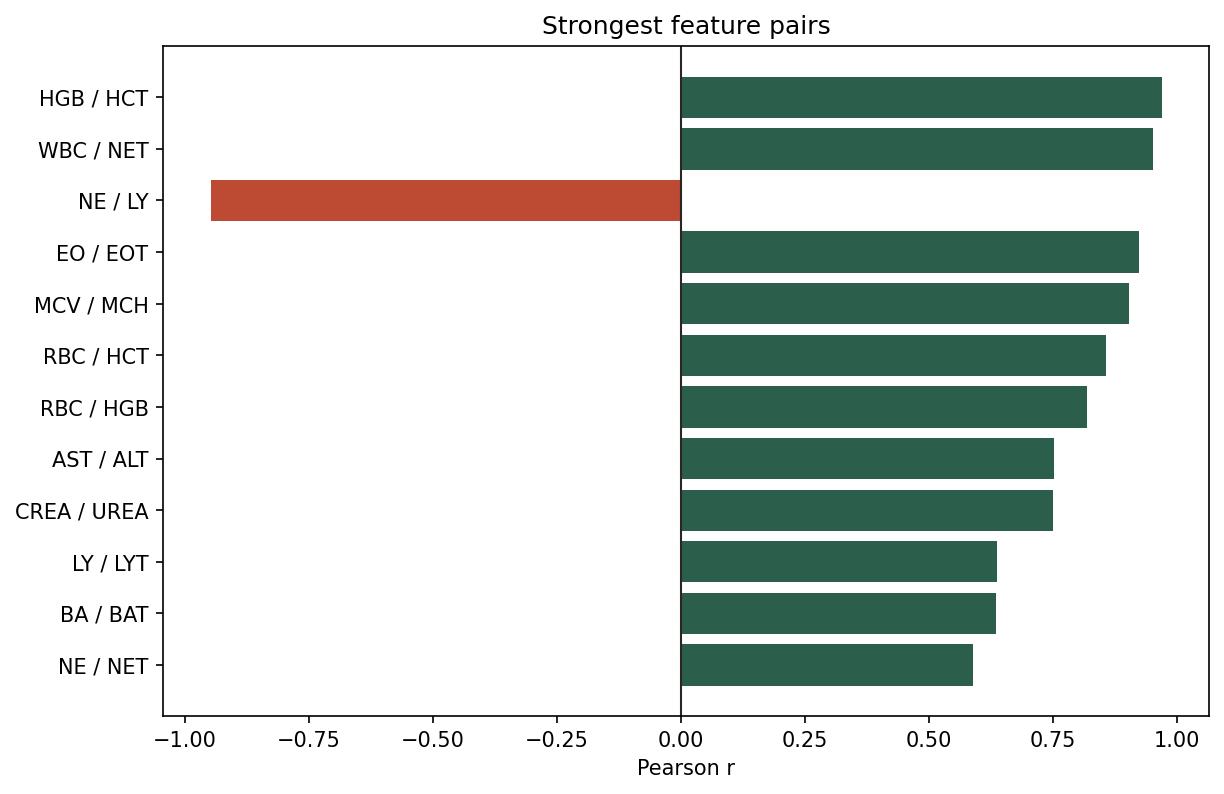 Strongest feature pairs
HGB / HCT
WBC / NET
NE / LY
EO / EOT
MCV / MCH
RBC / HCT
RBC / HGB
AST / ALT
CREA / UREA
LY / LYT
BA / BAT
NE / NET
−1.00 −0.75 −0.50 −0.25 0.00 0.25 0.50 0.75 1.00
Pearson r